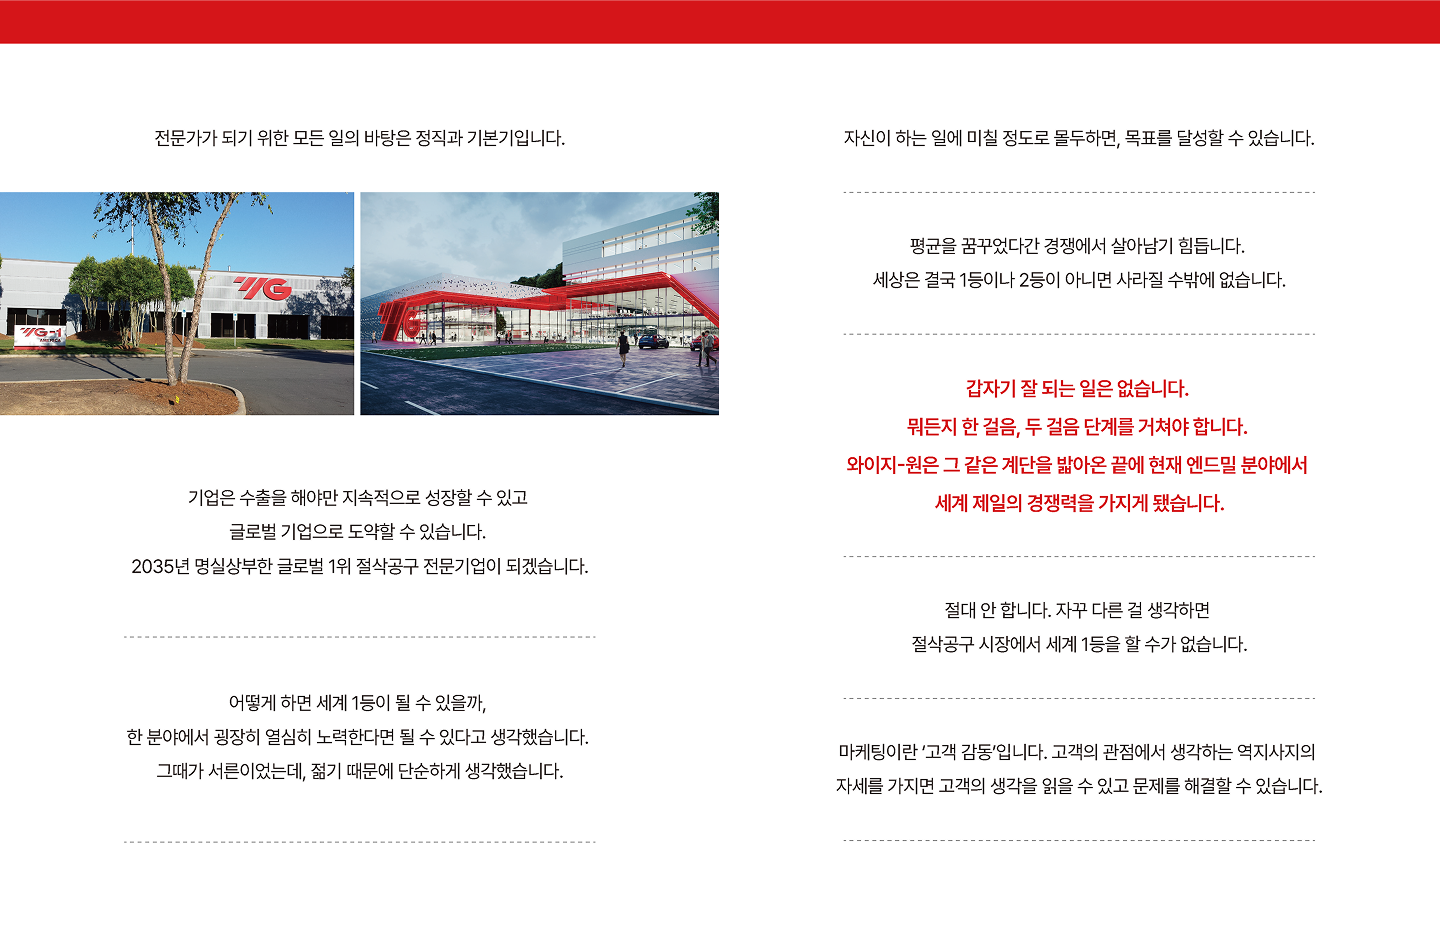 전문가가 되기 위한 모든 일의 바탕은 정직과 기본기입니다.
YG
YG-1
AMERICA
YG
기업은 수출을 해야만 지속적으로 성장할 수 있고
글로벌 기업으로 도약할 수 있습니다.
2035년 명실상부한 글로벌 1위 절삭공구 전문기업이 되겠습니다.
어떻게 하면 세계 1등이 될 수 있을까,
한 분야에서 굉장히 열심히 노력한다면 될 수 있다고 생각했습니다.
그때가 서른이었는데, 젊기 때문에 단순하게 생각했습니다.
자신이 하는 일에 미칠 정도로 몰두하면, 목표를 달성할 수 있습니다.
평균을 꿈꾸었다간 경쟁에서 살아남기 힘듭니다.
세상은 결국 1등이나 2등이 아니면 사라질 수밖에 없습니다.
갑자기 잘 되는 일은 없습니다.
뭐든지 한 걸음, 두 걸음 단계를 거쳐야 합니다.
와이지-원은 그 같은 계단을 밟아온 끝에 현재 엔드밀 분야에서
세계 제일의 경쟁력을 가지게 됐습니다.
절대 안 합니다. 자꾸 다른 걸 생각하면
절삭공구 시장에서 세계 1등을 할 수가 없습니다.
마케팅이란 ‘고객 감동’입니다. 고객의 관점에서 생각하는 역지사지의
자세를 가지면 고객의 생각을 읽을 수 있고 문제를 해결할 수 있습니다.